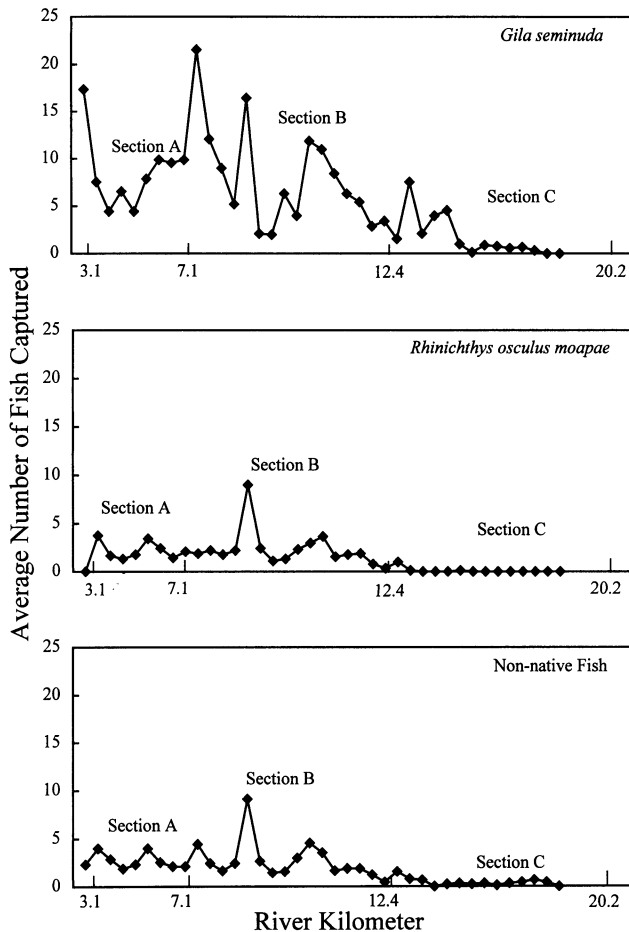 Average Number of Fish Captured
Gila seminuda
25
20
15
10
5
0
Section A
Section B
Section C
3.1 7.1 12.4 20.2
Rhinichthys osculus moapae
25
20
15
10
5
0
Section A
Section B
Section C
3.1 7.1 12.4 20.2
Non-native Fish
25
20
15
10
5
0
Section A
Section B
Section C
3.1 7.1 12.4 20.2
River Kilometer